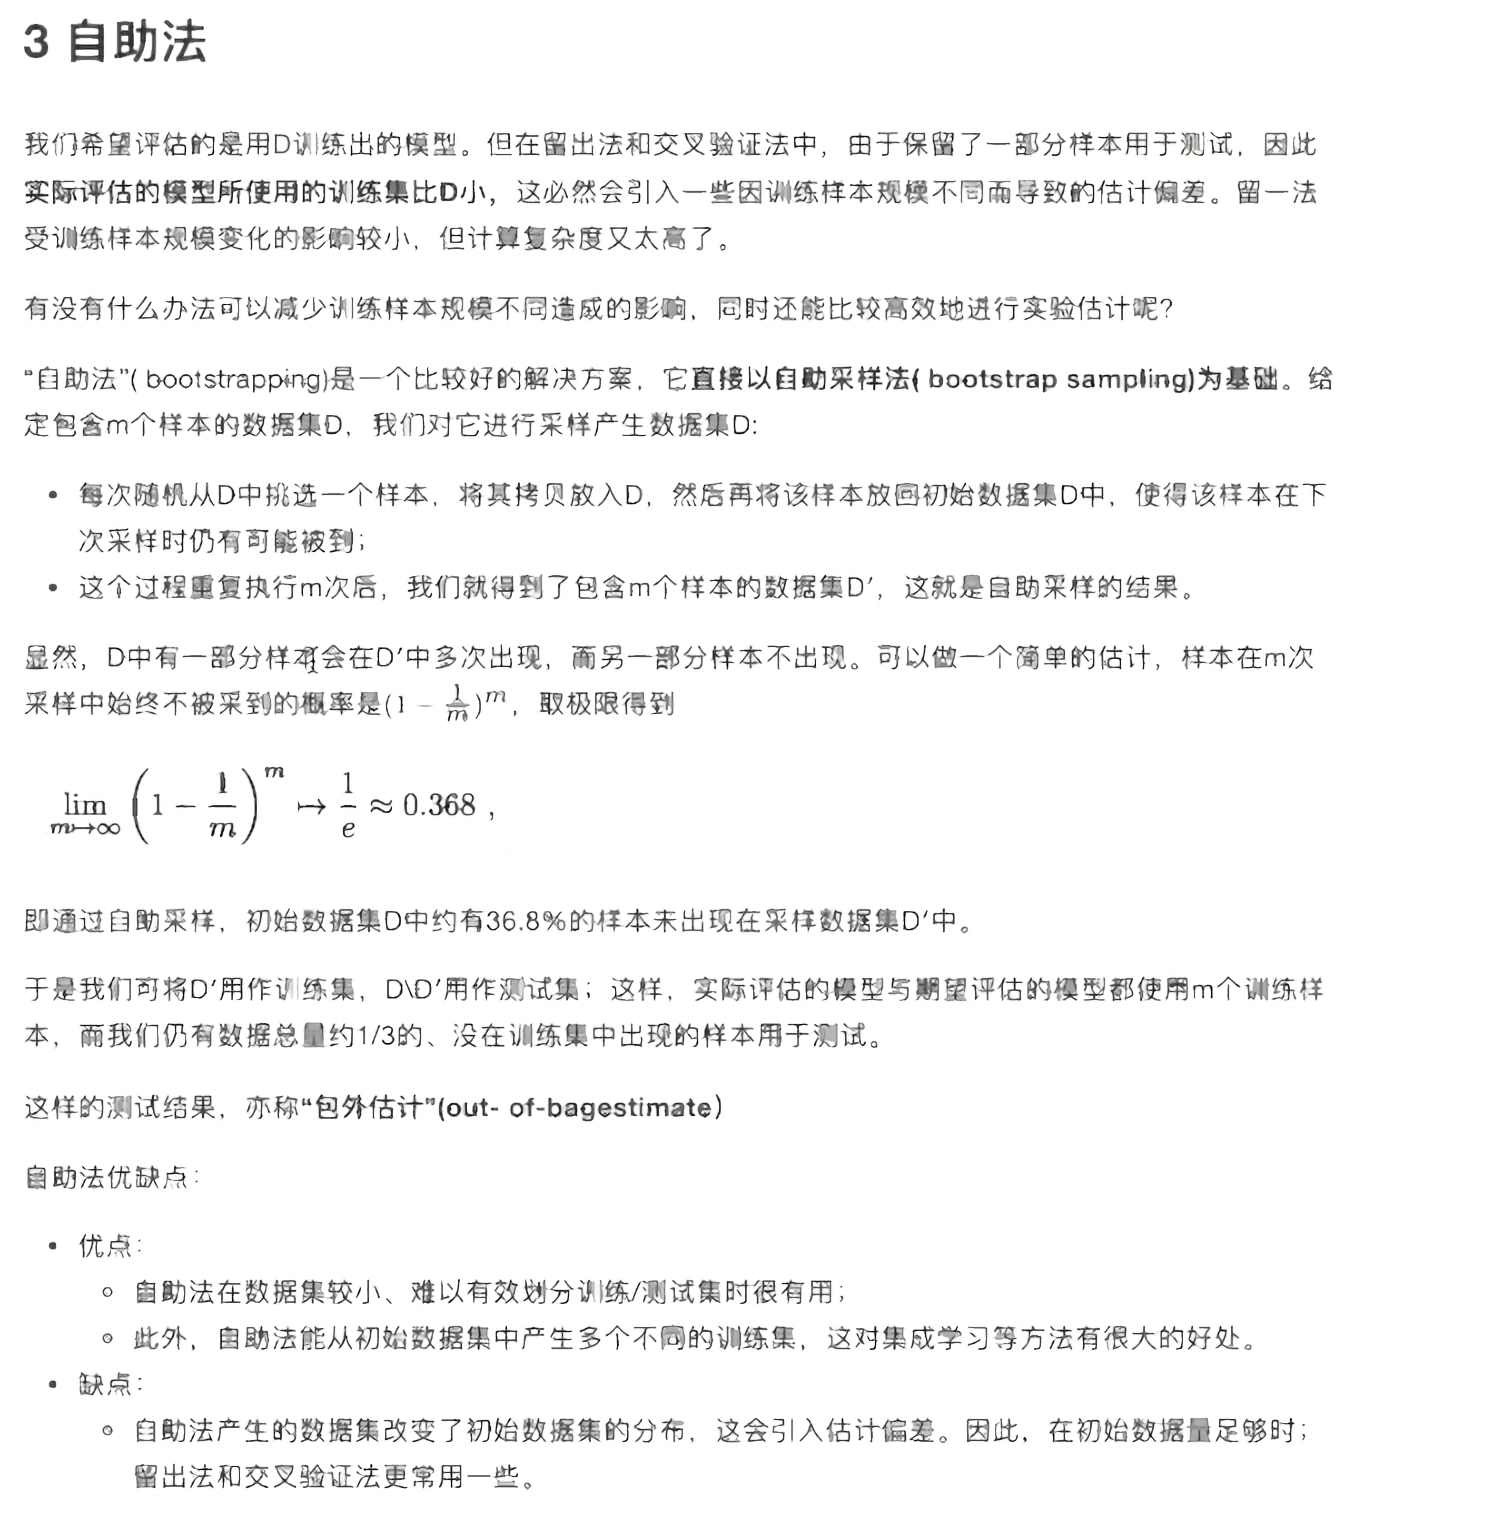 3 自助法
我们希望评估的是用D训练出的模型。但在留出法和交叉验证法中，由于保留了一部分样本用于测试，因此
实际评估的模型所使用的训练集比D小，这必然会引入一些因训练样本规模不同而导致的估计偏差。留一法
受训练样本规模变化的影响较小，但计算复杂度又太高了。
有没有什么办法可以减少训练样本规模不同造成的影响，同时还能比较高效地进行实验估计呢？
“自助法”( bootstrapping)是一个比较好的解决方案，它直接以自助采样法( bootstrap sampling)为基础。给
定包含m个样本的数据集D，我们对它进行采样产生数据集D:
• 每次随机从D中挑选一个样本，将其拷贝放入D，然后再将该样本放回初始数据集D中，使得该样本在下
次采样时仍有可能被到；
• 这个过程重复执行m次后，我们就得到了包含m个样本的数据集D′，这就是自助采样的结果。
显然，D中有一部分样本会在D′中多次出现，而另一部分样本不出现。可以做一个简单的估计，样本在m次
采样中始终不被采到的概率是(1 − 1/m)^m，取极限得到
lim m↦∞ (1 − 1/m)^m ↦ 1/e ≈ 0.368 ,
即通过自助采样，初始数据集D中约有36.8%的样本未出现在采样数据集D′中。
于是我们可将D′用作训练集，D\D′用作测试集；这样，实际评估的模型与期望评估的模型都使用m个训练样
本，而我们仍有数据总量约1/3的、没在训练集中出现的样本用于测试。
这样的测试结果，亦称“包外估计”(out- of-bagestimate）
自助法优缺点：
• 优点：
◦ 自助法在数据集较小、难以有效划分训练/测试集时很有用；
◦ 此外，自助法能从初始数据集中产生多个不同的训练集，这对集成学习等方法有很大的好处。
• 缺点：
◦ 自助法产生的数据集改变了初始数据集的分布，这会引入估计偏差。因此，在初始数据量足够时；
留出法和交叉验证法更常用一些。